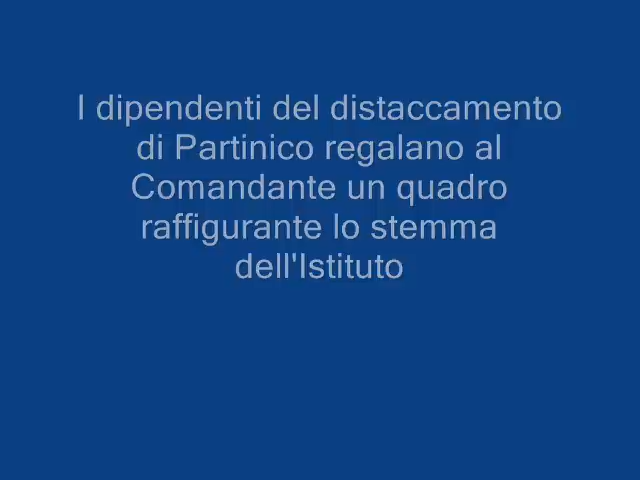 I dipendenti del distaccamento
di Partinico regalano al
Comandante un quadro
raffigurante lo stemma
dell'Istituto